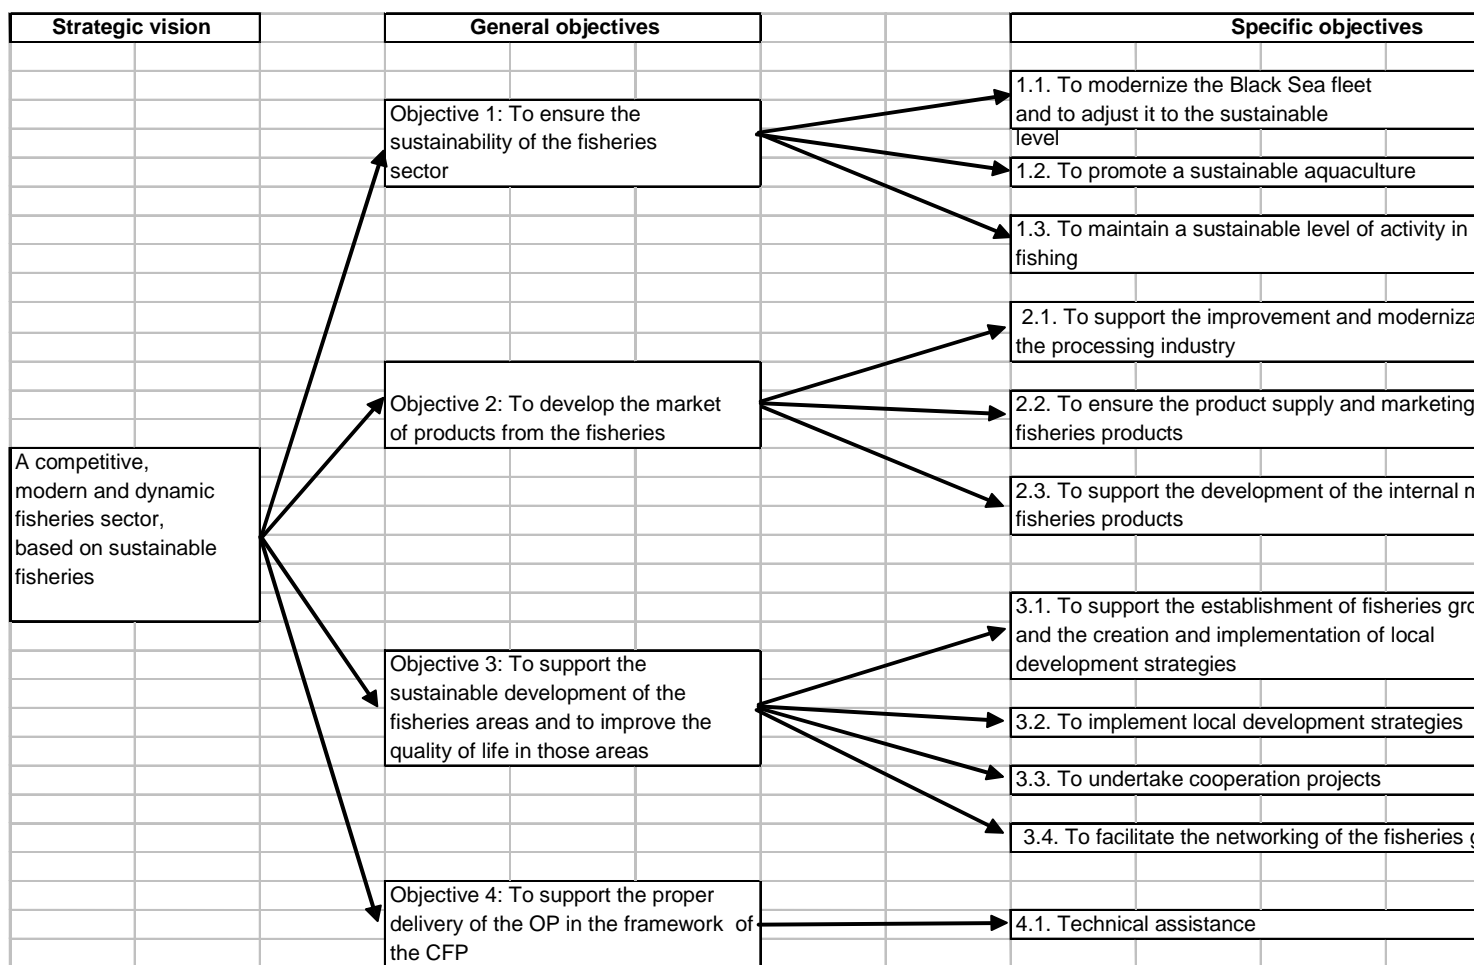 Strategic vision
General objectives
Specific objectives
A competitive,
modern and dynamic
fisheries sector,
based on sustainable
fisheries
Objective 1: To ensure the
sustainability of the fisheries
sector
Objective 2: To develop the market
of products from the fisheries
Objective 3: To support the
sustainable development of the
fisheries areas and to improve the
quality of life in those areas
Objective 4: To support the proper
delivery of the OP in the framework of
the CFP
1.1. To modernize the Black Sea fleet
and to adjust it to the sustainable
level
1.2. To promote a sustainable aquaculture
1.3. To maintain a sustainable level of activity in
fishing
2.1. To support the improvement and moderniza
the processing industry
2.2. To ensure the product supply and marketing
fisheries products
2.3. To support the development of the internal m
fisheries products
3.1. To support the establishment of fisheries gro
and the creation and implementation of local
development strategies
3.2. To implement local development strategies
3.3. To undertake cooperation projects
3.4. To facilitate the networking of the fisheries g
4.1. Technical assistance